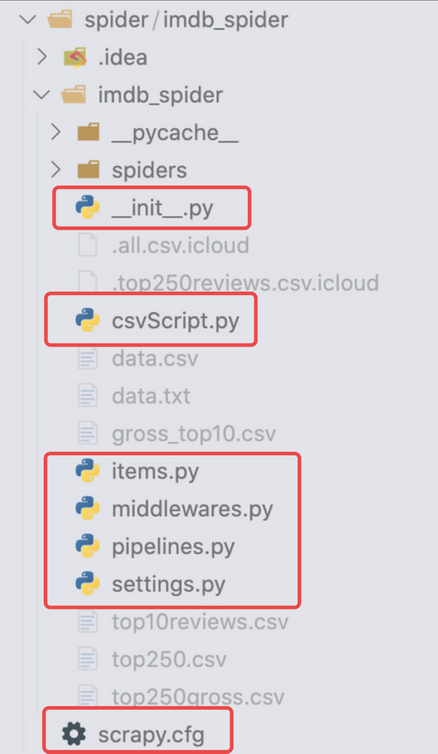 spider / imdb_spider
.idea
imdb_spider
__pycache__
spiders
__init__.py
.all.csv.icloud
.top250reviews.csv.icloud
csvScript.py
data.csv
data.txt
gross_top10.csv
items.py
middlewares.py
pipelines.py
settings.py
top10reviews.csv
top250.csv
top250gross.csv
scrapy.cfg